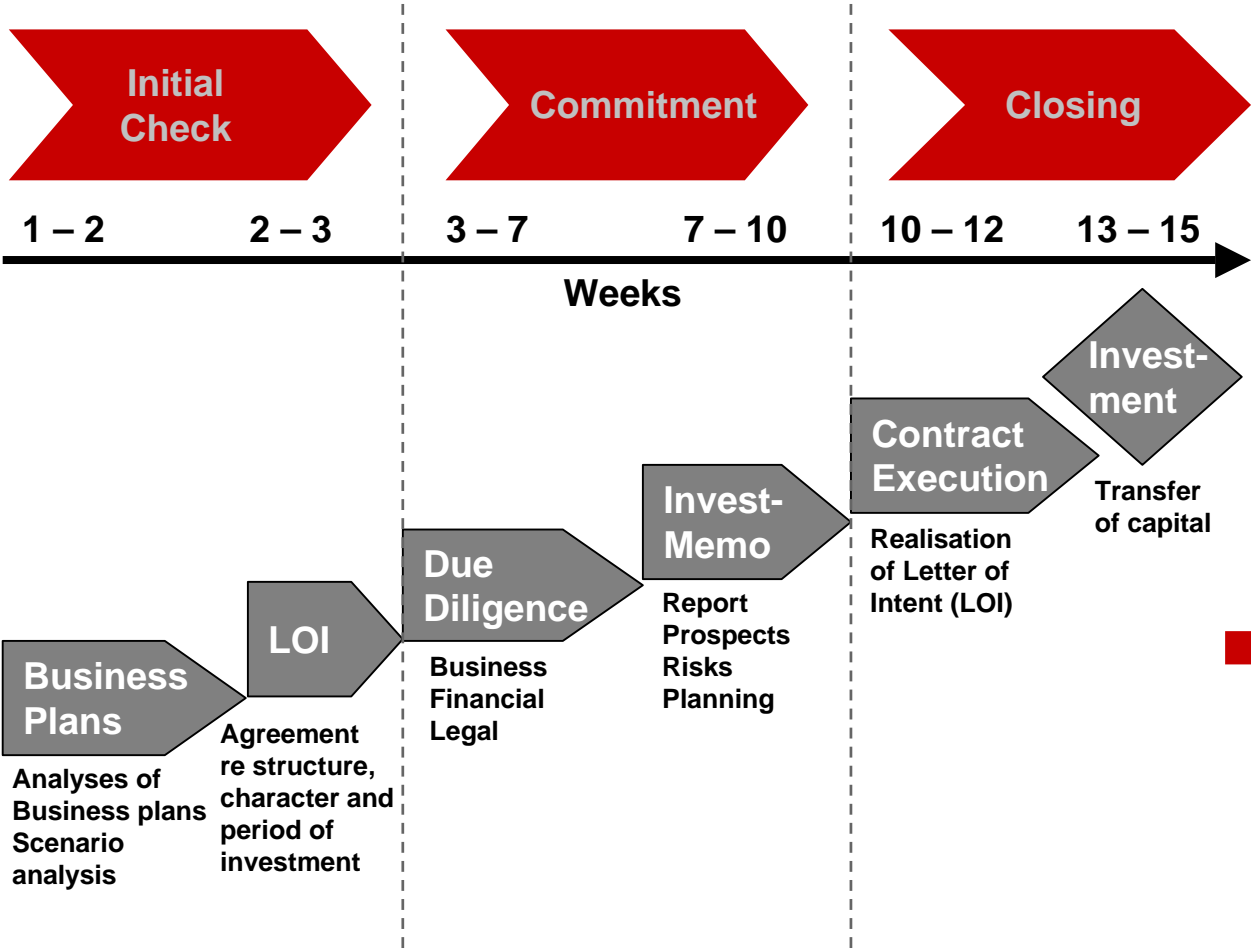 Initial
Check
Commitment
Closing
1 – 2
2 – 3
3 – 7
7 – 10
10 – 12
13 – 15
Weeks
Business
Plans
Analyses of
Business plans
Scenario
analysis
LOI
Agreement
re structure,
character and
period of
investment
Due
Diligence
Business
Financial
Legal
Invest-
Memo
Report
Prospects
Risks
Planning
Contract
Execution
Realisation
of Letter of
Intent (LOI)
Invest-
ment
Transfer
of capital